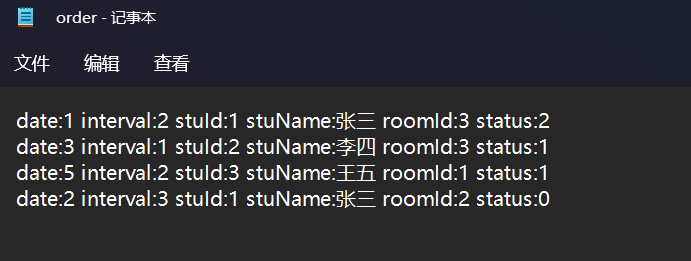 order - 记事本
文件 编辑 查看
date:1 interval:2 stuId:1 stuName:张三 roomId:3 status:2
date:3 interval:1 stuId:2 stuName:李四 roomId:3 status:1
date:5 interval:2 stuId:3 stuName:王五 roomId:1 status:1
date:2 interval:3 stuId:1 stuName:张三 roomId:2 status:0